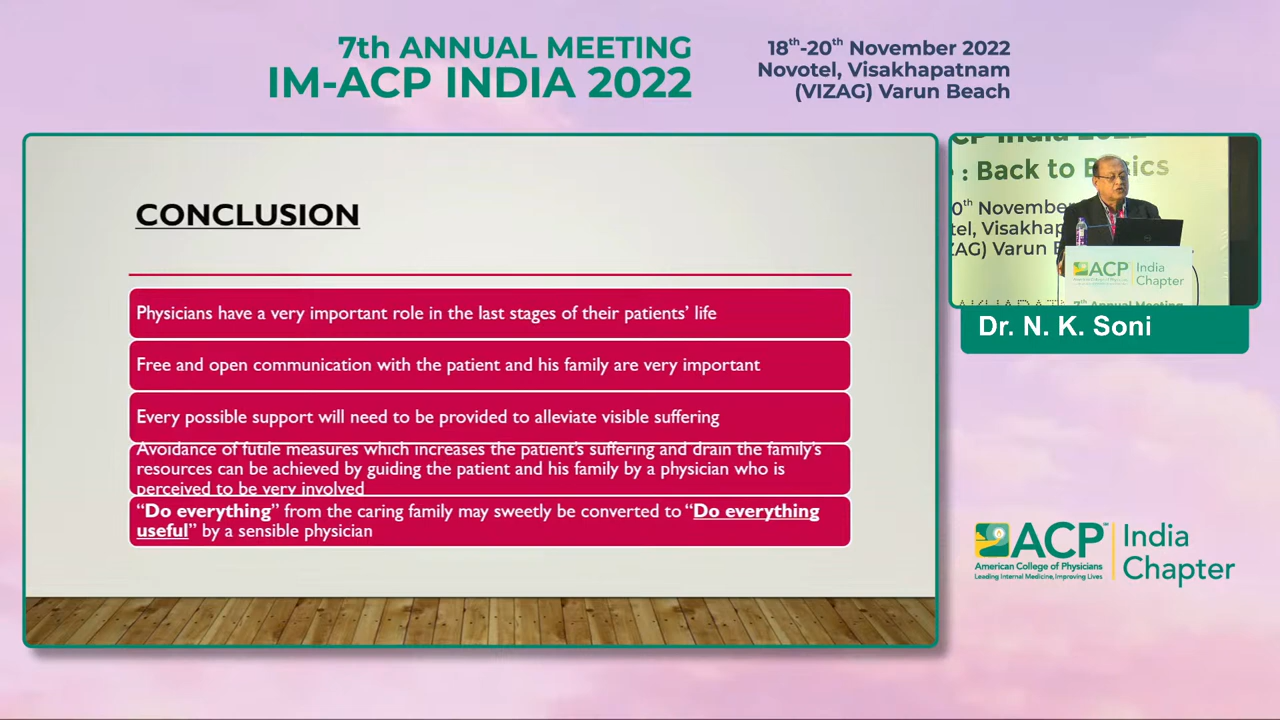 7th ANNUAL MEETING
IM-ACP INDIA 2022
18th-20th November 2022
Novotel, Visakhapatnam
(VIZAG) Varun Beach
CONCLUSION
Physicians have a very important role in the last stages of their patients’ life
Free and open communication with the patient and his family are very important
Every possible support will need to be provided to alleviate visible suffering
Avoidance of futile measures which increases the patient’s suffering and drain the family’s
resources can be achieved by guiding the patient and his family by a physician who is
perceived to be very involved
“Do everything” from the caring family may sweetly be converted to “Do everything
useful” by a sensible physician
: Back to
November
ACP India
Chapter
7th Annual Meeting
Dr. N. K. Soni
ACP
American College of Physicians
Leading Internal Medicine, Improving Lives
India
Chapter